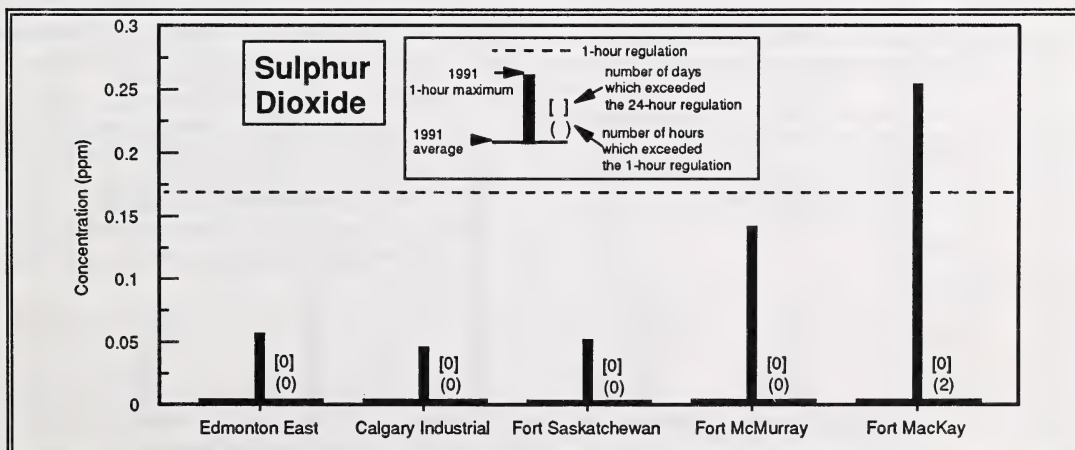 Sulphur
Dioxide
1-hour regulation
1991
1-hour maximum
number of days
which exceeded
the 24-hour regulation
[ ]
( )
1991
average
number of hours
which exceeded
the 1-hour regulation
Concentration (ppm)
0.3
0.25
0.2
0.15
0.1
0.05
0
[0]
(0)
[0]
(0)
[0]
(0)
[0]
(0)
[0]
(2)
Edmonton East
Calgary Industrial
Fort Saskatchewan
Fort McMurray
Fort MacKay